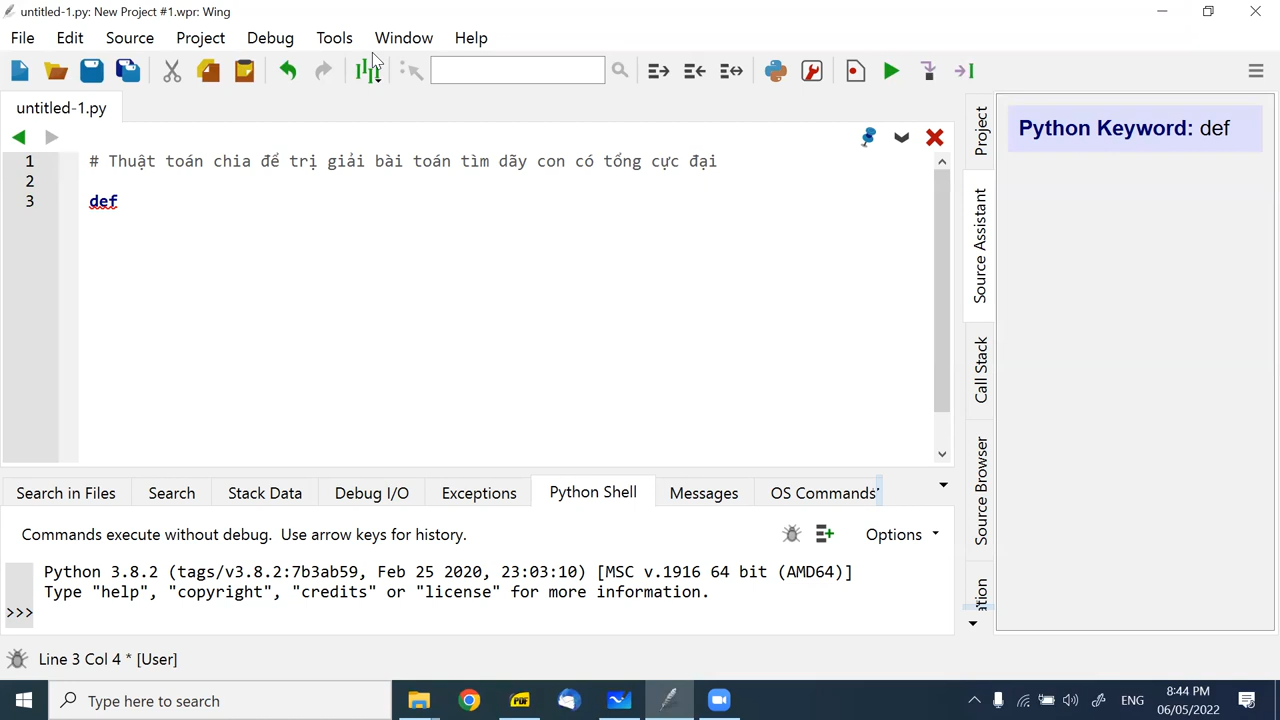 untitled-1.py: New Project #1.wpr: Wing
File Edit Source Project Debug Tools Window Help
untitled-1.py
1 # Thuật toán chia để trị giải bài toán tìm dãy con có tổng cực đại
2
3 def
Project
Source Assistant
Call Stack
Source Browser
Python Keyword: def
Search in Files Search Stack Data Debug I/O Exceptions Python Shell Messages OS Commands
Commands execute without debug. Use arrow keys for history.
Options
Python 3.8.2 (tags/v3.8.2:7b3ab59, Feb 25 2020, 23:03:10) [MSC v.1916 64 bit (AMD64)]
Type "help", "copyright", "credits" or "license" for more information.
>>>
Line 3 Col 4 * [User]
Type here to search
PDF
ENG
8:44 PM
06/05/2022